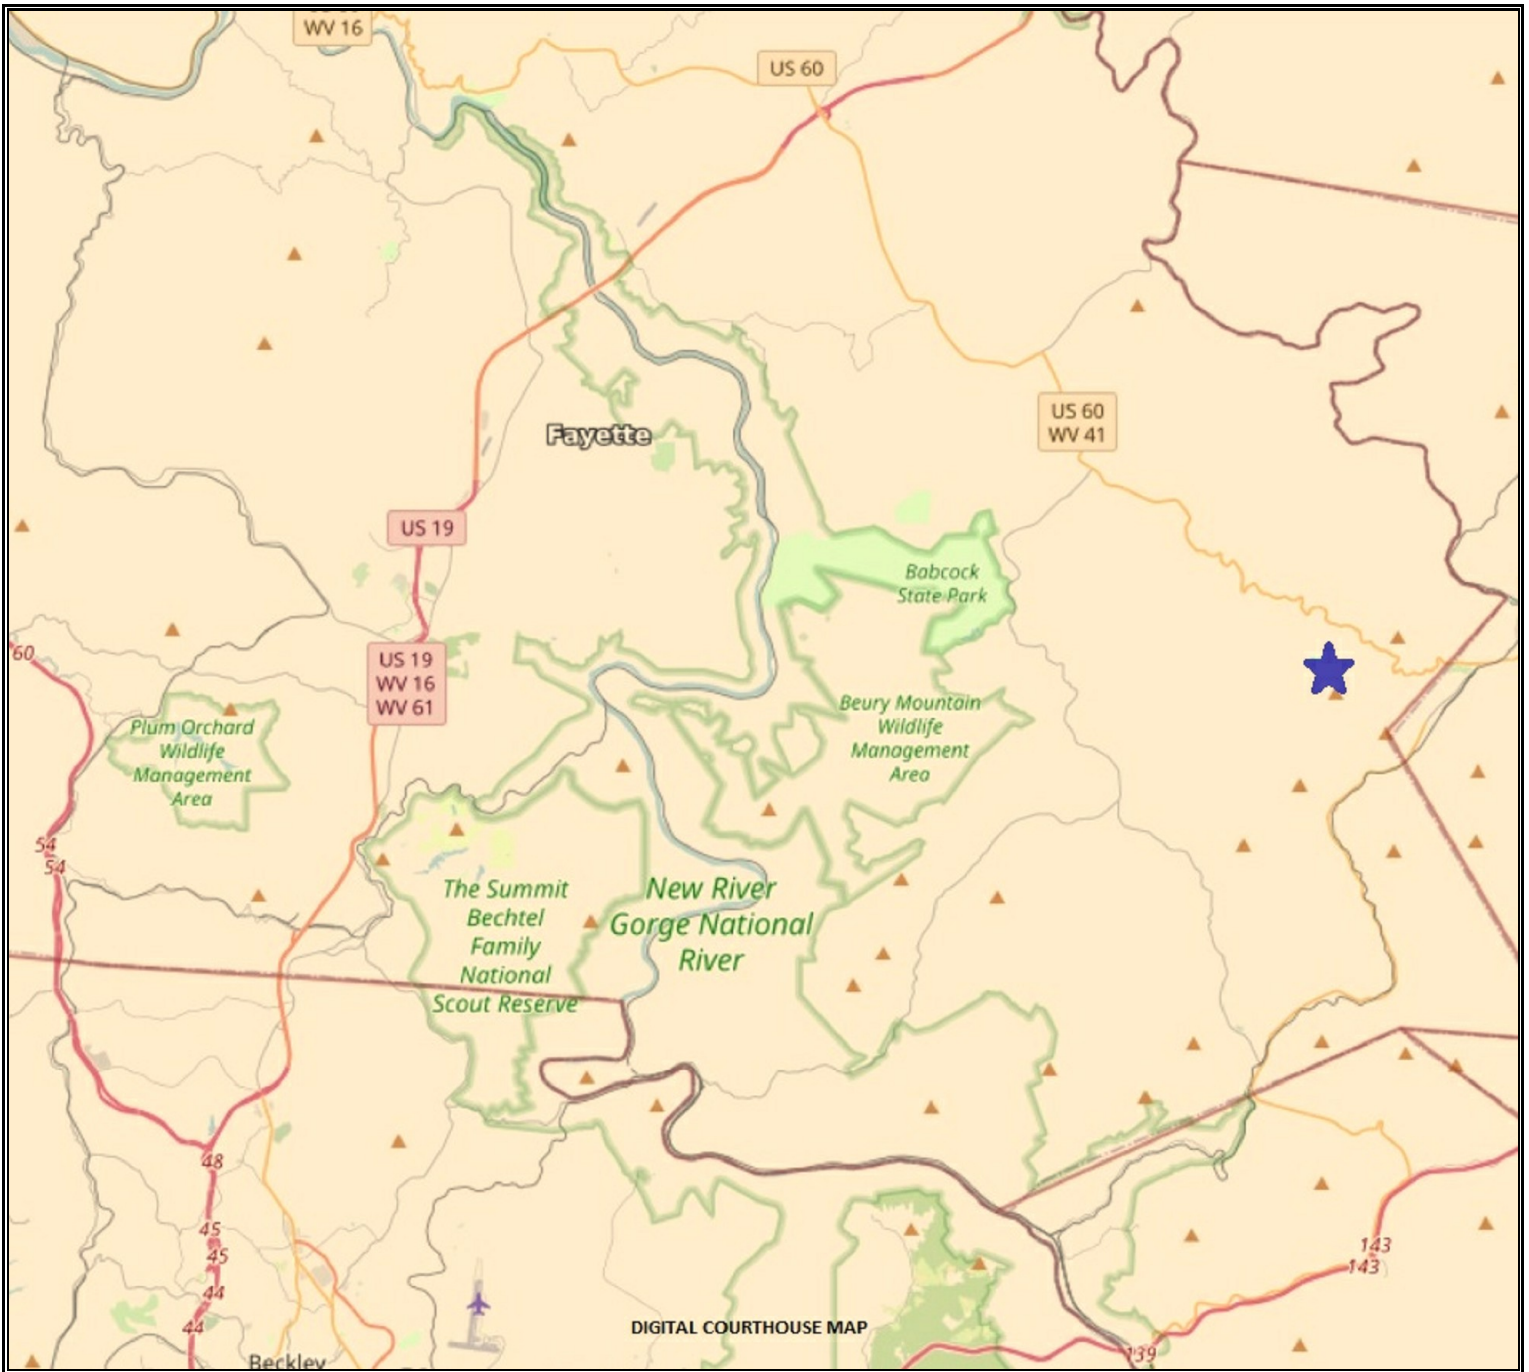 WV 16
US 60
Fayette
US 60
WV 41
US 19
Babcock
State Park
60
US 19
WV 16
WV 61
Plum Orchard
Wildlife
Management
Area
Beury Mountain
Wildlife
Management
Area
54
54
The Summit
Bechtel
Family
National
Scout Reserve
New River
Gorge National
River
48
45
45
44
44
143
143
139
DIGITAL COURTHOUSE MAP
Beckley